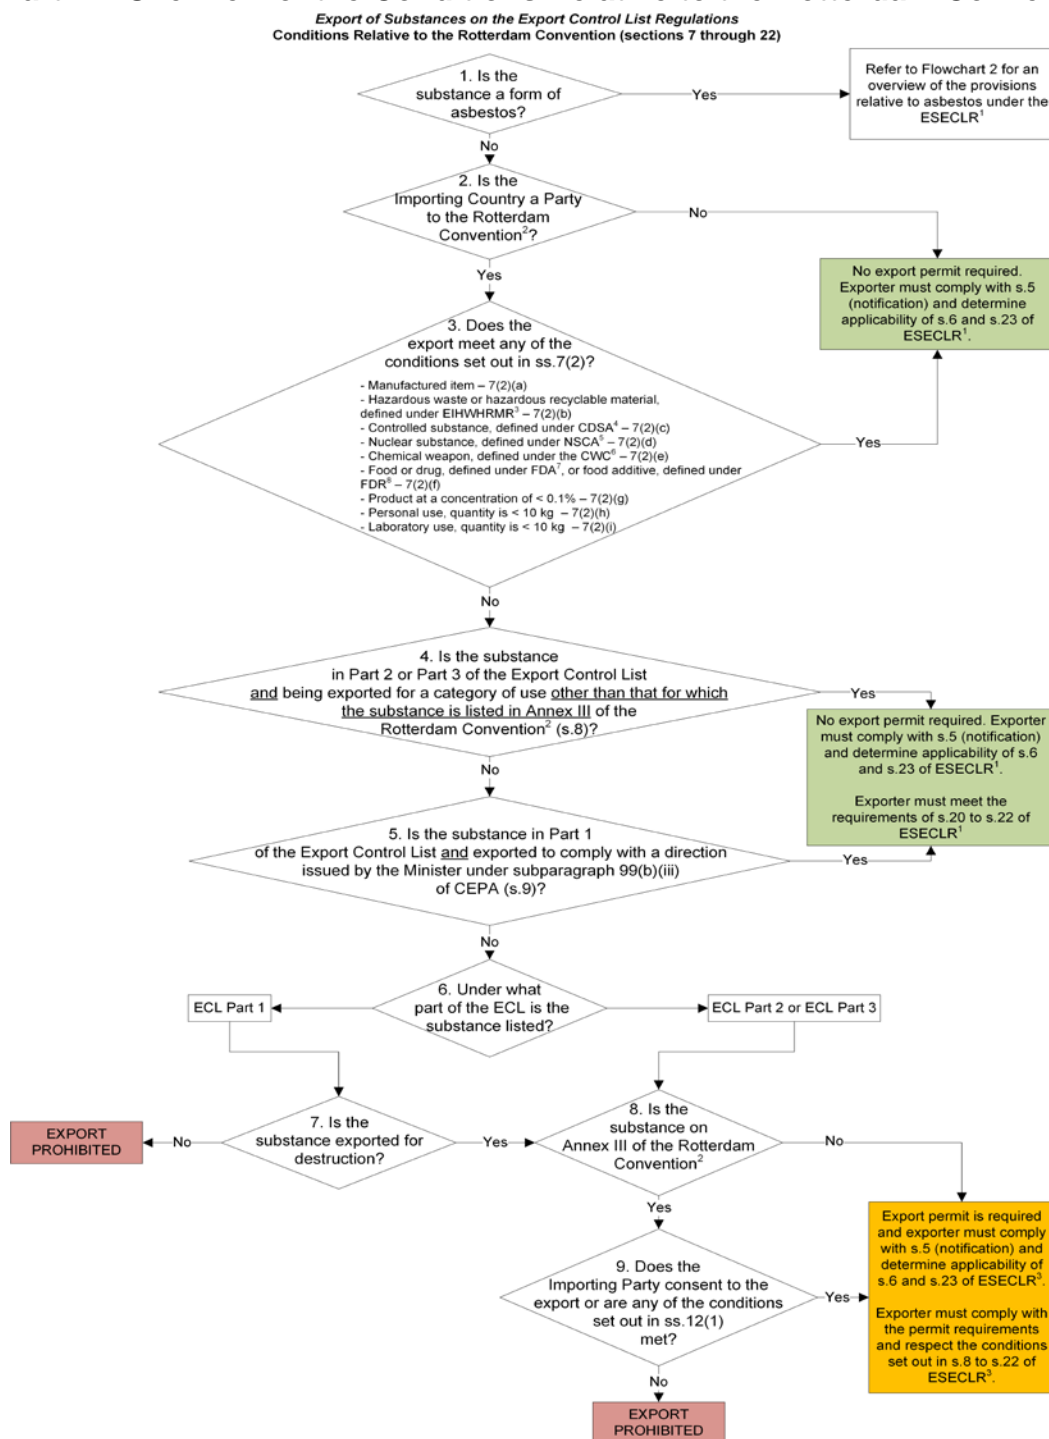 Export of Substances on the Export Control List Regulations
Conditions Relative to the Rotterdam Convention (sections 7 through 22)
1. Is the
substance a form of
asbestos?
Yes
Refer to Flowchart 2 for an
overview of the provisions
relative to asbestos under the
ESECLR1
No
2. Is the
Importing Country a Party
to the Rotterdam
Convention2?
No
Yes
No export permit required.
Exporter must comply with s.5
(notification) and determine
applicability of s.6 and s.23 of
ESECLR1.
3. Does the
export meet any of the
conditions set out in ss.7(2)?
- Manufactured item – 7(2)(a)
- Hazardous waste or hazardous recyclable material,
defined under EIHWHRMR3 – 7(2)(b)
- Controlled substance, defined under CDSA4 – 7(2)(c)
- Nuclear substance, defined under NSCA5 – 7(2)(d)
- Chemical weapon, defined under the CWC6 – 7(2)(e)
- Food or drug, defined under FDA7, or food additive, defined under
FDR8 – 7(2)(f)
- Product at a concentration of < 0.1% – 7(2)(g)
- Personal use, quantity is < 10 kg – 7(2)(h)
- Laboratory use, quantity is < 10 kg – 7(2)(i)
Yes
No
4. Is the substance
in Part 2 or Part 3 of the Export Control List
and being exported for a category of use other than that for which
the substance is listed in Annex III of the
Rotterdam Convention2 (s.8)?
Yes
No export permit required. Exporter
must comply with s.5 (notification)
and determine applicability of s.6
and s.23 of ESECLR1.
Exporter must meet the
requirements of s.20 to s.22 of
ESECLR1
No
5. Is the substance in Part 1
of the Export Control List and exported to comply with a direction
issued by the Minister under subparagraph 99(b)(iii)
of CEPA (s.9)?
Yes
No
6. Under what
part of the ECL is the
substance listed?
ECL Part 1
ECL Part 2 or ECL Part 3
7. Is the
substance exported for
destruction?
No
EXPORT
PROHIBITED
Yes
8. Is the
substance on
Annex III of the Rotterdam
Convention2
No
Yes
Export permit is required
and exporter must comply
with s.5 (notification) and
determine applicability of
s.6 and s.23 of ESECLR3.
Exporter must comply with
the permit requirements
and respect the conditions
set out in s.8 to s.22 of
ESECLR3.
9. Does the
Importing Party consent to the
export or are any of the conditions
set out in ss.12(1)
met?
Yes
No
EXPORT
PROHIBITED